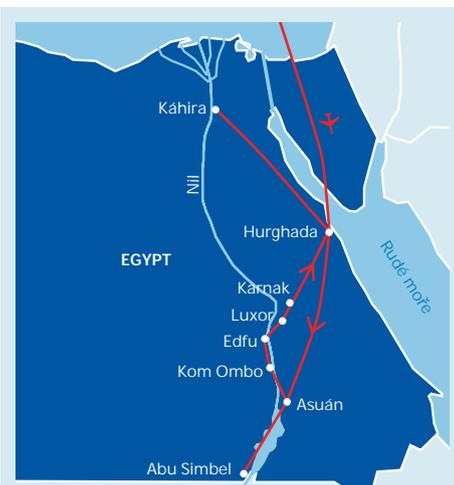 Káhira
Nil
Hurghada
EGYPT
Rudé moře
Karnak
Luxor
Edfu
Kom Ombo
Asuán
Abu Simbel